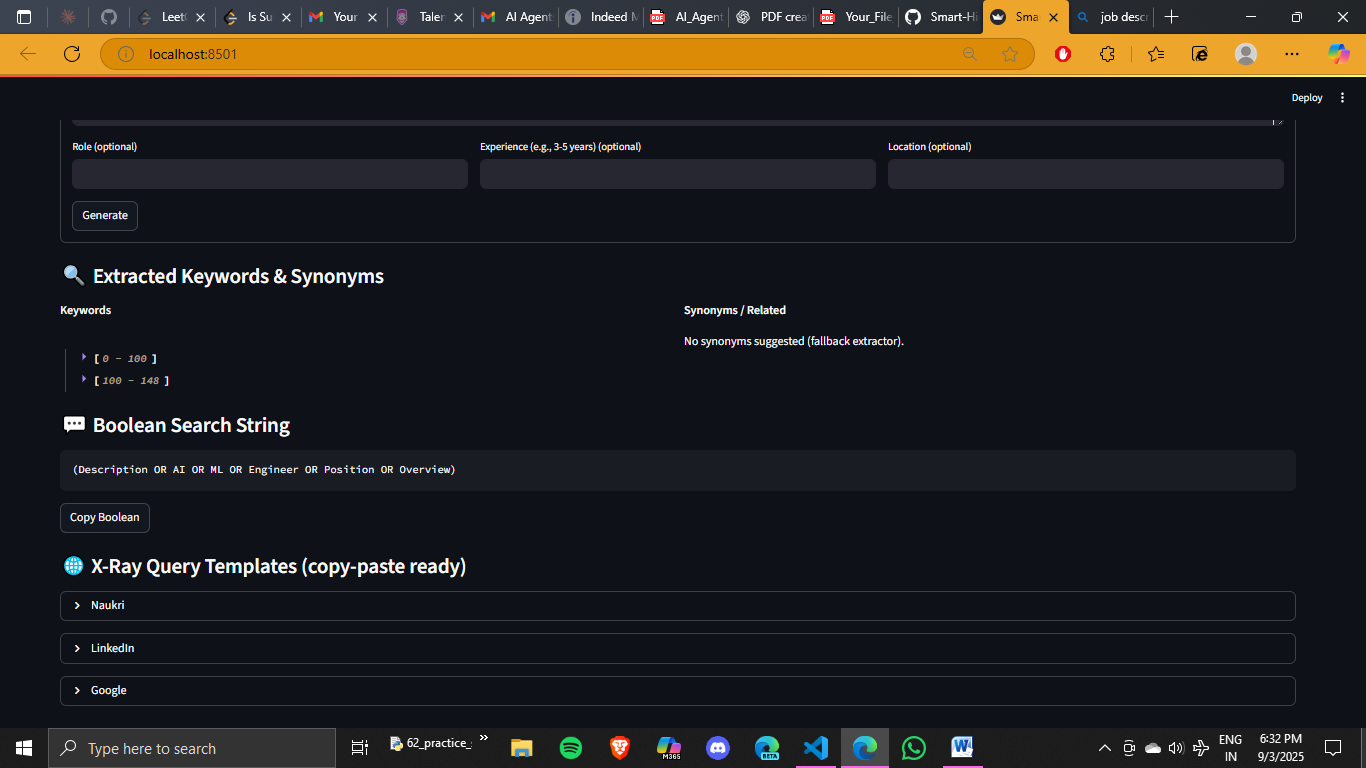 Leet
Is Su
Your
Talen
AI Agent
Indeed M
AI_Agent
PDF crea
Your_File
Smart-Hi
Sma
job descr
localhost:8501
Deploy
Role (optional)
Experience (e.g., 3-5 years) (optional)
Location (optional)
Generate
🔍 Extracted Keywords & Synonyms
Keywords
Synonyms / Related
No synonyms suggested (fallback extractor).
[ 0 – 100 ]
[ 100 – 148 ]
💬 Boolean Search String
(Description OR AI OR ML OR Engineer OR Position OR Overview)
Copy Boolean
🌐 X-Ray Query Templates (copy-paste ready)
Naukri
LinkedIn
Google
Type here to search
62_practice_
M365
BETA
ENG
IN
6:32 PM
9/3/2025